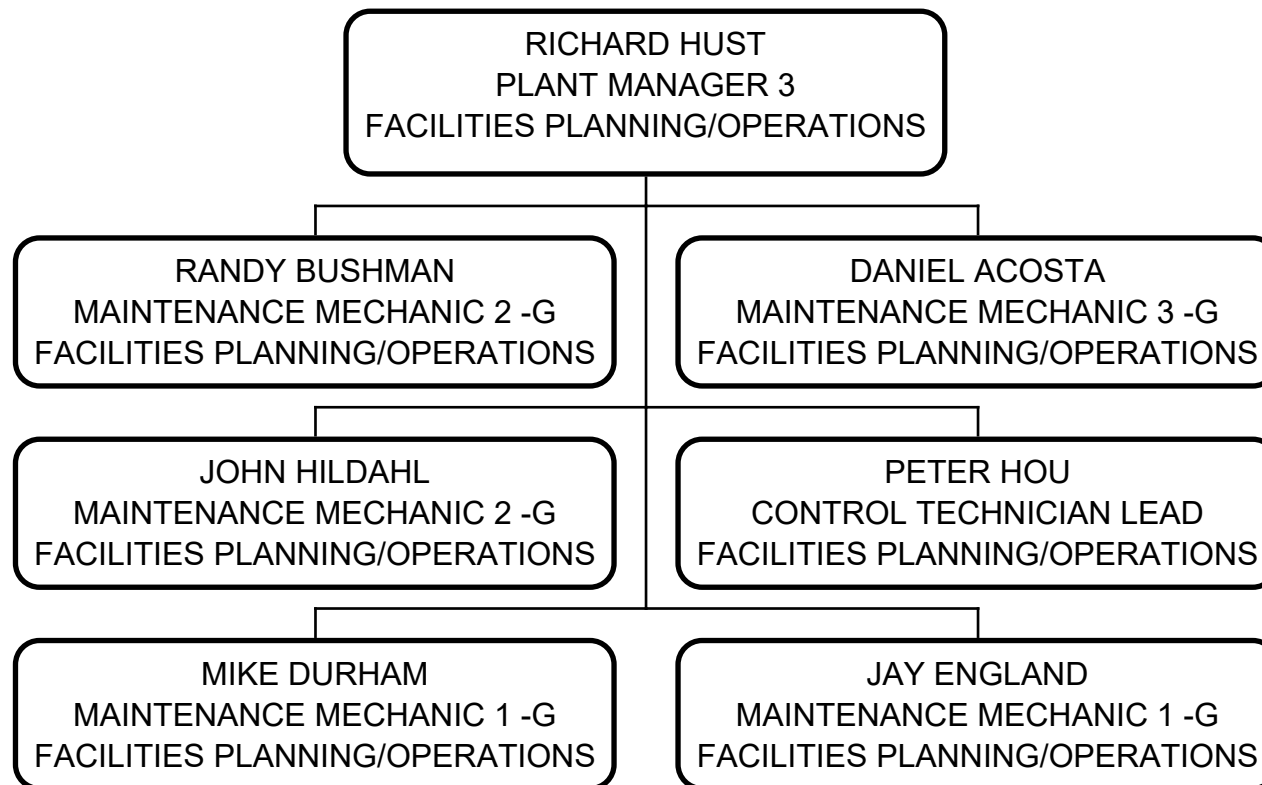 RICHARD HUST
PLANT MANAGER 3
FACILITIES PLANNING/OPERATIONS
RANDY BUSHMAN
MAINTENANCE MECHANIC 2 -G
FACILITIES PLANNING/OPERATIONS
DANIEL ACOSTA
MAINTENANCE MECHANIC 3 -G
FACILITIES PLANNING/OPERATIONS
JOHN HILDAHL
MAINTENANCE MECHANIC 2 -G
FACILITIES PLANNING/OPERATIONS
PETER HOU
CONTROL TECHNICIAN LEAD
FACILITIES PLANNING/OPERATIONS
MIKE DURHAM
MAINTENANCE MECHANIC 1 -G
FACILITIES PLANNING/OPERATIONS
JAY ENGLAND
MAINTENANCE MECHANIC 1 -G
FACILITIES PLANNING/OPERATIONS